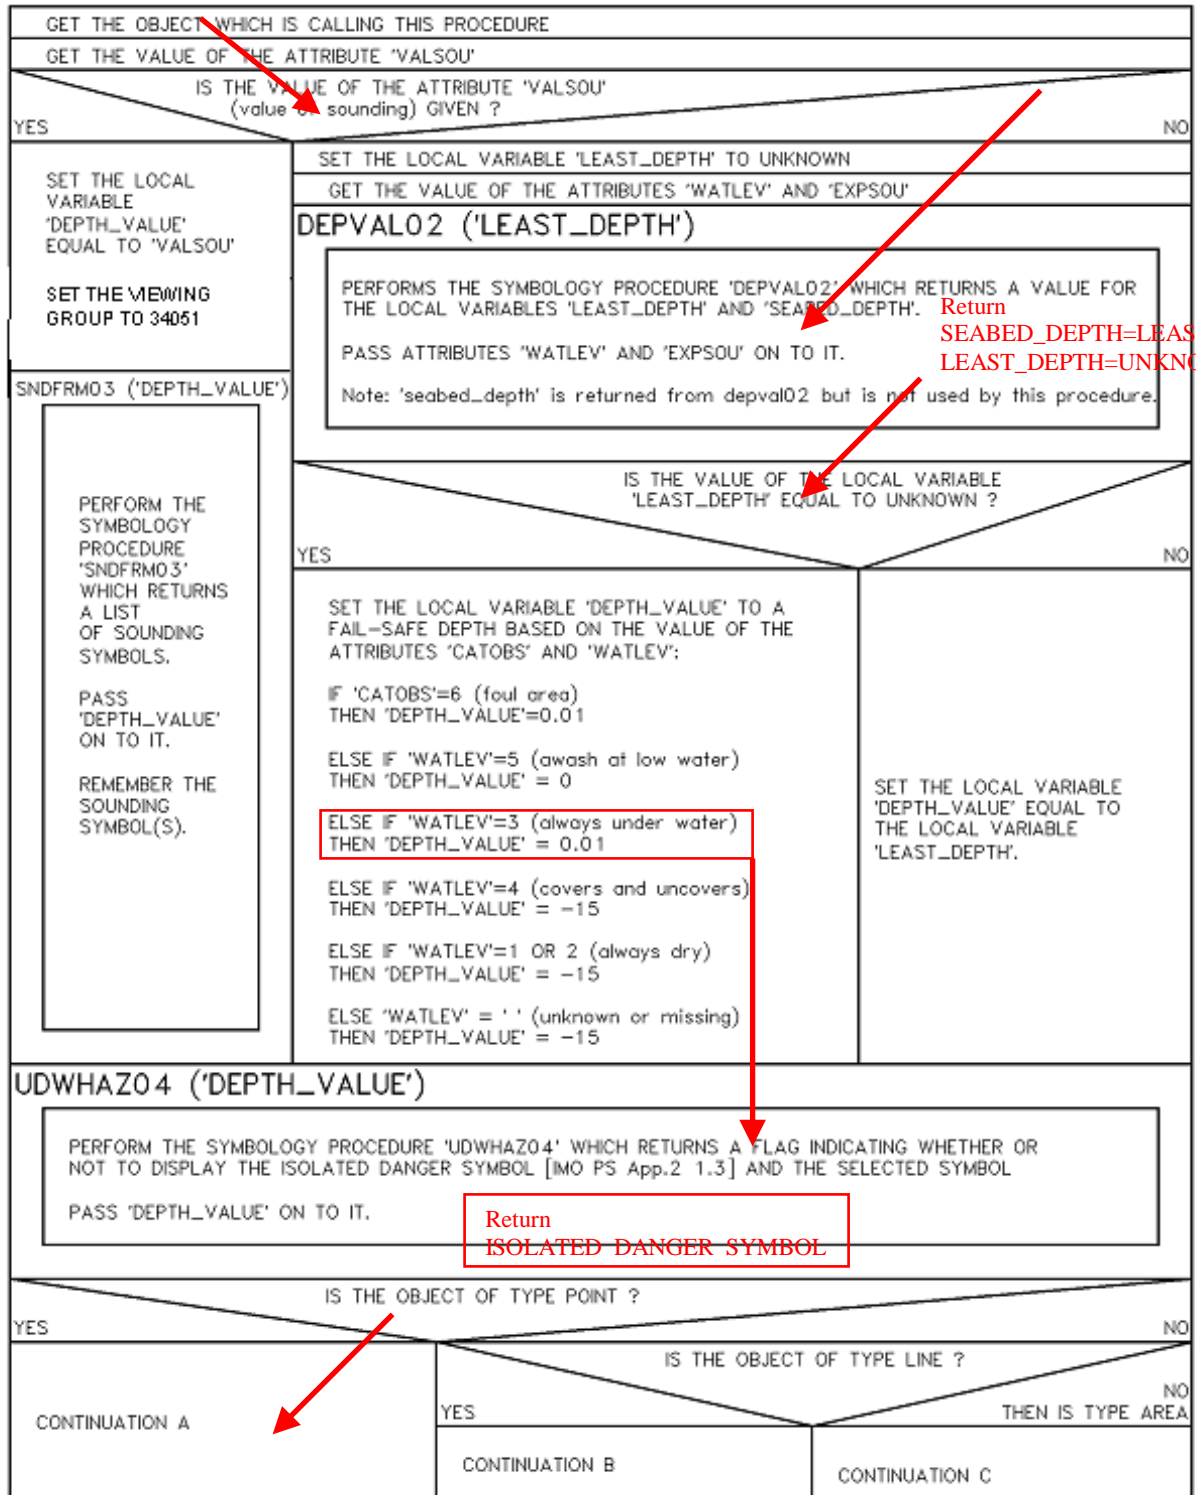 GET THE OBJECT WHICH IS CALLING THIS PROCEDURE
GET THE VALUE OF THE ATTRIBUTE 'VALSOU'
IS THE VALUE OF THE ATTRIBUTE 'VALSOU'
(value of sounding) GIVEN ?
YES
NO
SET THE LOCAL
VARIABLE
'DEPTH_VALUE'
EQUAL TO 'VALSOU'
SET THE VIEWING
GROUP TO 34051
SNDFRM03 ('DEPTH_VALUE')
PERFORM THE
SYMBOLOGY
PROCEDURE
'SNDFRM03'
WHICH RETURNS
A LIST
OF SOUNDING
SYMBOLS.
PASS
'DEPTH_VALUE'
ON TO IT.
REMEMBER THE
SOUNDING
SYMBOL(S).
SET THE LOCAL VARIABLE 'LEAST_DEPTH' TO UNKNOWN
GET THE VALUE OF THE ATTRIBUTES 'WATLEV' AND 'EXPSOU'
DEPVAL02 ('LEAST_DEPTH')
PERFORMS THE SYMBOLOGY PROCEDURE 'DEPVAL02' WHICH RETURNS A VALUE FOR
THE LOCAL VARIABLES 'LEAST_DEPTH' AND 'SEABED_DEPTH'.
PASS ATTRIBUTES 'WATLEV' AND 'EXPSOU' ON TO IT.
Note: 'seabed_depth' is returned from depval02 but is not used by this procedure.
Return
SEABED_DEPTH=LEAS
LEAST_DEPTH=UNKNO
IS THE VALUE OF THE LOCAL VARIABLE
'LEAST_DEPTH' EQUAL TO UNKNOWN ?
YES
NO
SET THE LOCAL VARIABLE 'DEPTH_VALUE' TO A
FAIL-SAFE DEPTH BASED ON THE VALUE OF THE
ATTRIBUTES 'CATOBS' AND 'WATLEV':
IF 'CATOBS'=6 (foul area)
THEN 'DEPTH_VALUE'=0.01
ELSE IF 'WATLEV'=5 (awash at low water)
THEN 'DEPTH_VALUE' = 0
ELSE IF 'WATLEV'=3 (always under water)
THEN 'DEPTH_VALUE' = 0.01
ELSE IF 'WATLEV'=4 (covers and uncovers)
THEN 'DEPTH_VALUE' = -15
ELSE IF 'WATLEV'=1 OR 2 (always dry)
THEN 'DEPTH_VALUE' = -15
ELSE 'WATLEV' = ' ' (unknown or missing)
THEN 'DEPTH_VALUE' = -15
SET THE LOCAL VARIABLE
'DEPTH_VALUE' EQUAL TO
THE LOCAL VARIABLE
'LEAST_DEPTH'.
UDWHAZ04 ('DEPTH_VALUE')
PERFORM THE SYMBOLOGY PROCEDURE 'UDWHAZ04' WHICH RETURNS A FLAG INDICATING WHETHER OR
NOT TO DISPLAY THE ISOLATED DANGER SYMBOL [IMO PS App.2 1.3] AND THE SELECTED SYMBOL
PASS 'DEPTH_VALUE' ON TO IT.
Return
ISOLATED DANGER SYMBOL
IS THE OBJECT OF TYPE POINT ?
YES
NO
IS THE OBJECT OF TYPE LINE ?
YES
NO
THEN IS TYPE AREA
CONTINUATION A
CONTINUATION B
CONTINUATION C